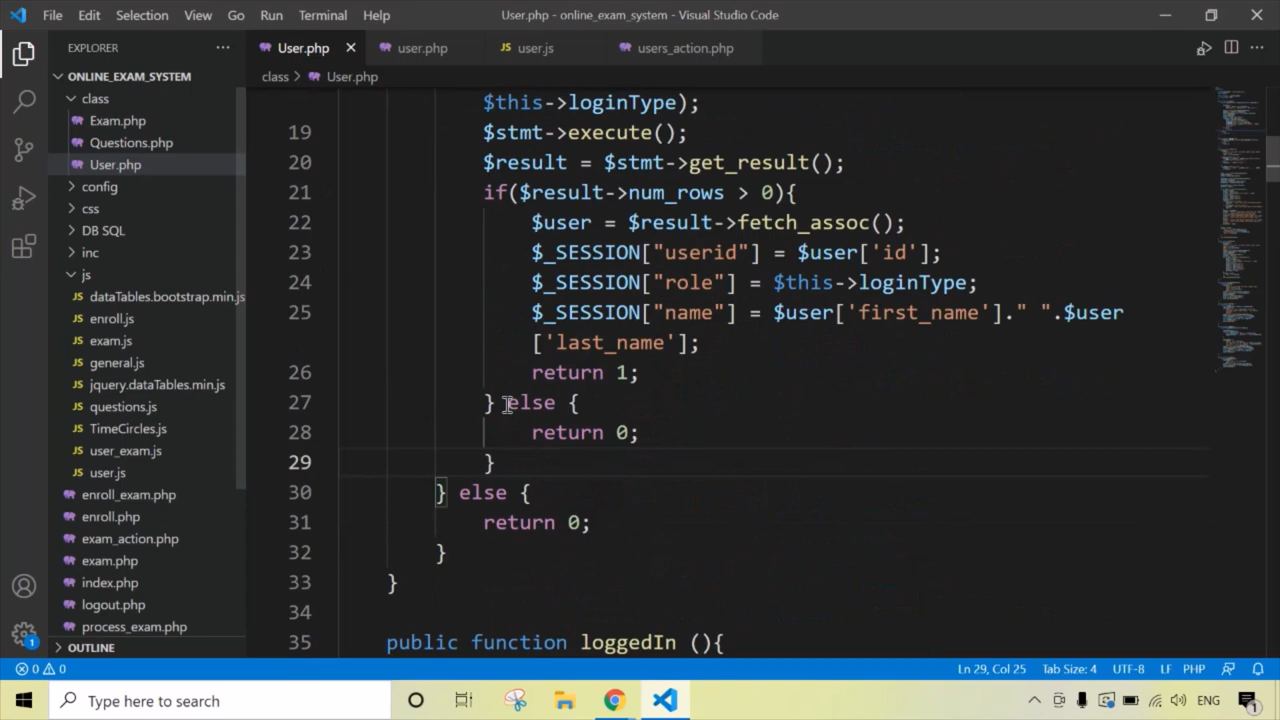 File Edit Selection View Go Run Terminal Help User.php - online_exam_system - Visual Studio Code
EXPLORER
User.php user.php user.js users_action.php
class > User.php
ONLINE_EXAM_SYSTEM
class
Exam.php
Questions.php
User.php
config
css
DB SQL
inc
js
dataTables.bootstrap.min.js
enroll.js
exam.js
general.js
jquery.dataTables.min.js
questions.js
TimeCircles.js
user_exam.js
user.js
enroll_exam.php
enroll.php
exam_action.php
exam.php
index.php
logout.php
process_exam.php
OUTLINE
$this->loginType);
19 $stmt->execute();
20 $result = $stmt->get_result();
21 if($result->num_rows > 0){
22 $user = $result->fetch_assoc();
23 $_SESSION["userid"] = $user['id'];
24 $_SESSION["role"] = $this->loginType;
25 $_SESSION["name"] = $user['first_name']." ".$user
['last_name'];
26 return 1;
27 } else {
28 return 0;
29 }
30 } else {
31 return 0;
32 }
33 }
34
35 public function loggedIn (){
0 0 Ln 29, Col 25 Tab Size: 4 UTF-8 LF PHP
1
Type here to search ENG 1